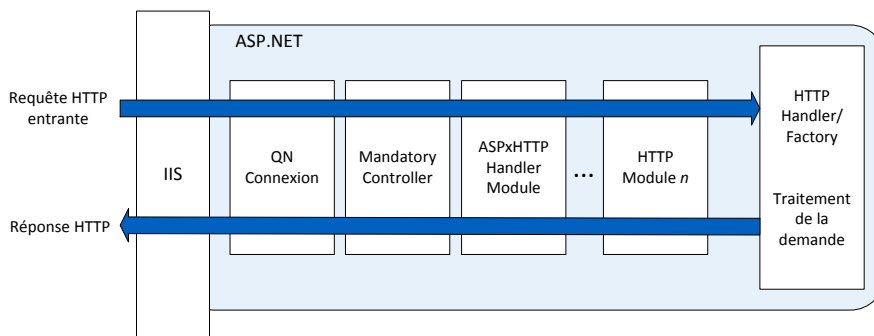 ASP.NET
Requête HTTP
entrante
IIS
QN
Connexion
Mandatory
Controller
ASPxHTTP
Handler
Module
...
HTTP
Module n
HTTP
Handler/
Factory
Traitement
de la
demande
Réponse HTTP